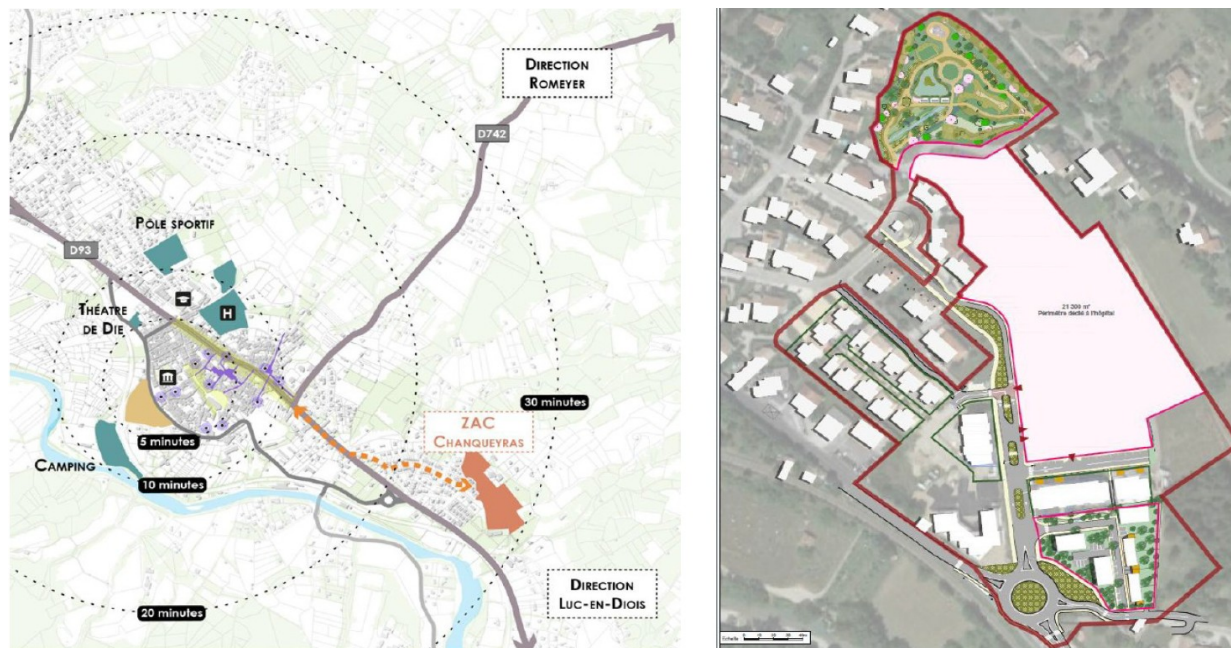 DIRECTION
ROMEYER
D742
PÔLE SPORTIF
D93
THÉATRE
DE DIE
H
ZAC
CHANQUEYRAS
30 minutes
5 minutes
CAMPING
10 minutes
DIRECTION
LUC-EN-DIOIS
20 minutes
Périmètre dédié à l'hôpital
Echelle